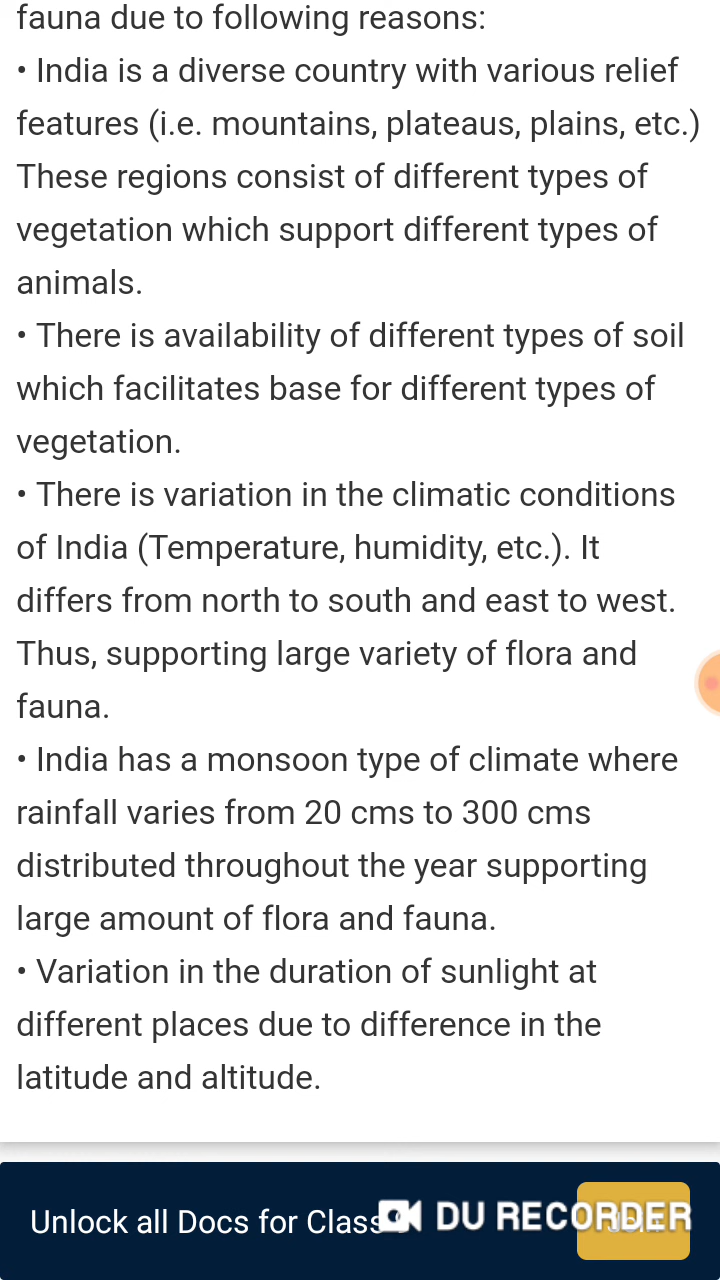 fauna due to following reasons:
• India is a diverse country with various relief
features (i.e. mountains, plateaus, plains, etc.)
These regions consist of different types of
vegetation which support different types of
animals.
• There is availability of different types of soil
which facilitates base for different types of
vegetation.
• There is variation in the climatic conditions
of India (Temperature, humidity, etc.). It
differs from north to south and east to west.
Thus, supporting large variety of flora and
fauna.
• India has a monsoon type of climate where
rainfall varies from 20 cms to 300 cms
distributed throughout the year supporting
large amount of flora and fauna.
• Variation in the duration of sunlight at
different places due to difference in the
latitude and altitude.
Unlock all Docs for Class DU RECORDER